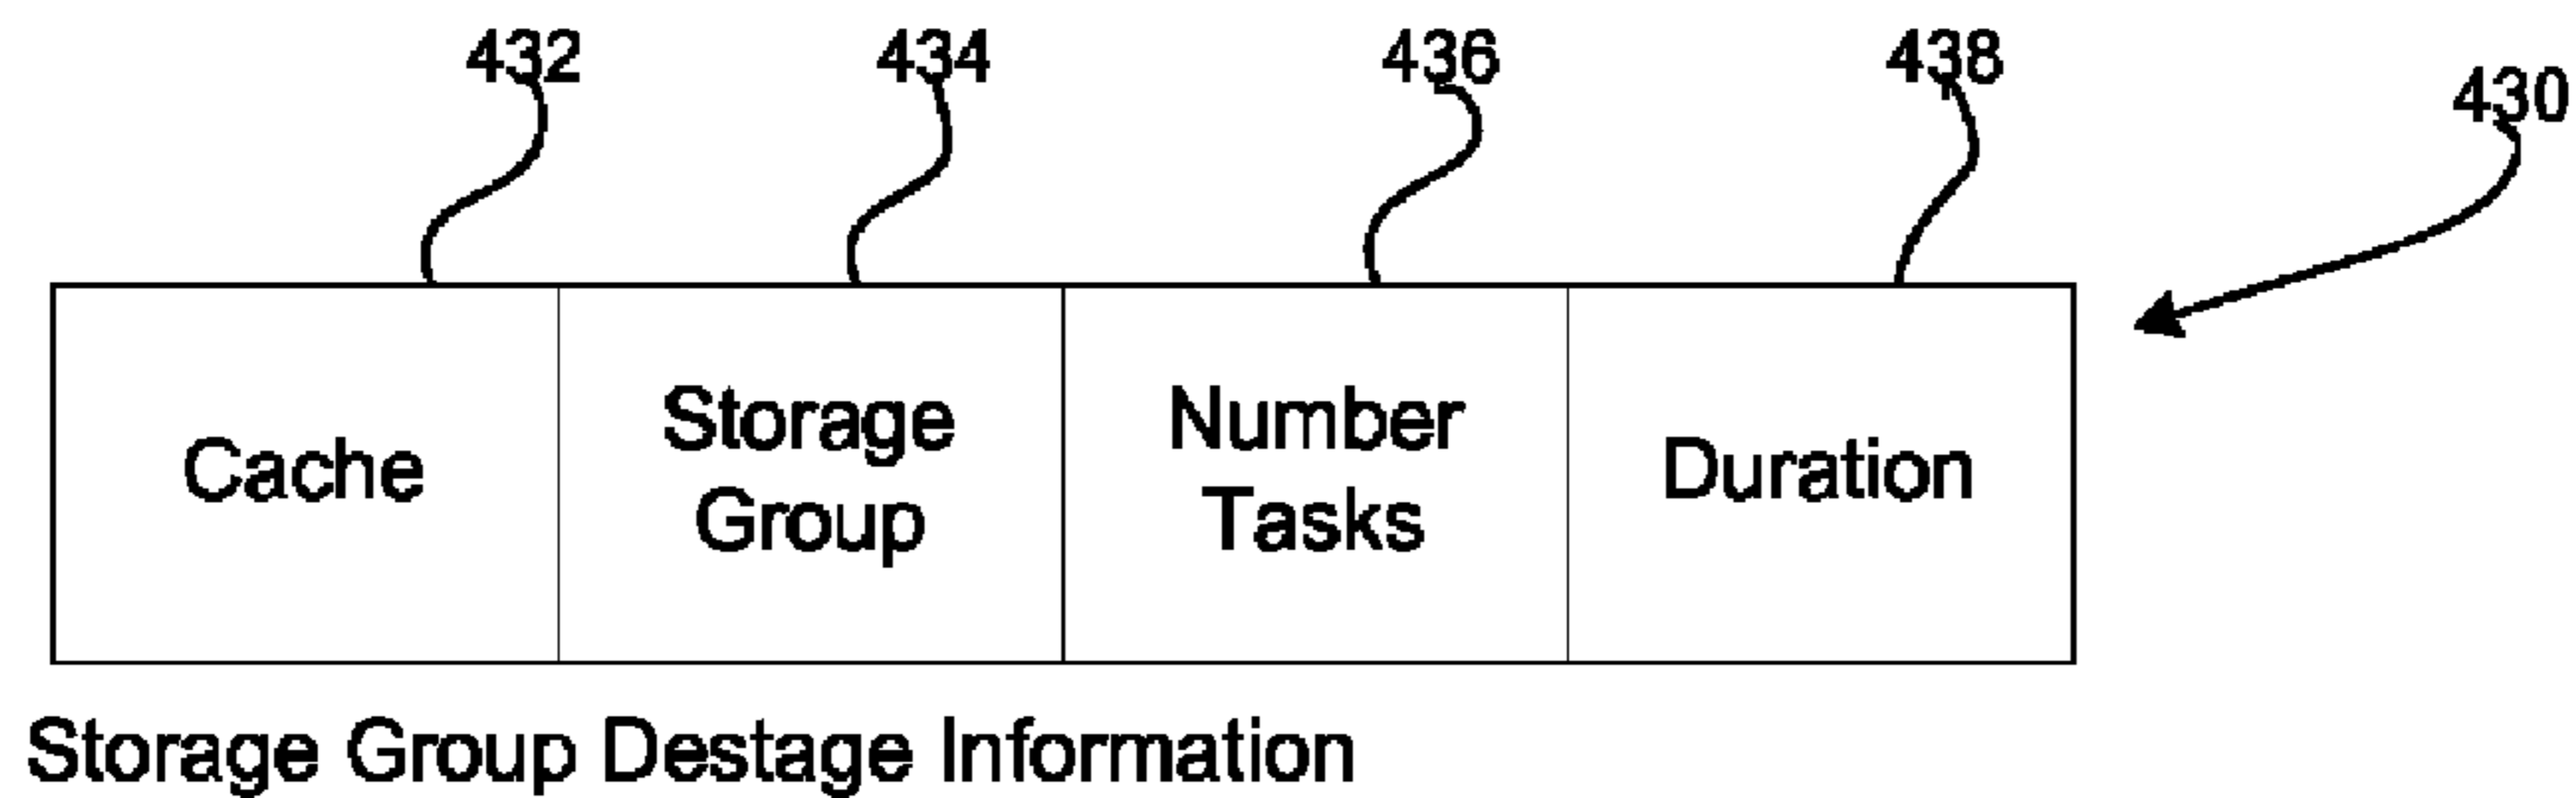 432 434 436 438
430
Cache Storage Group Number Tasks Duration
Storage Group Destage Information